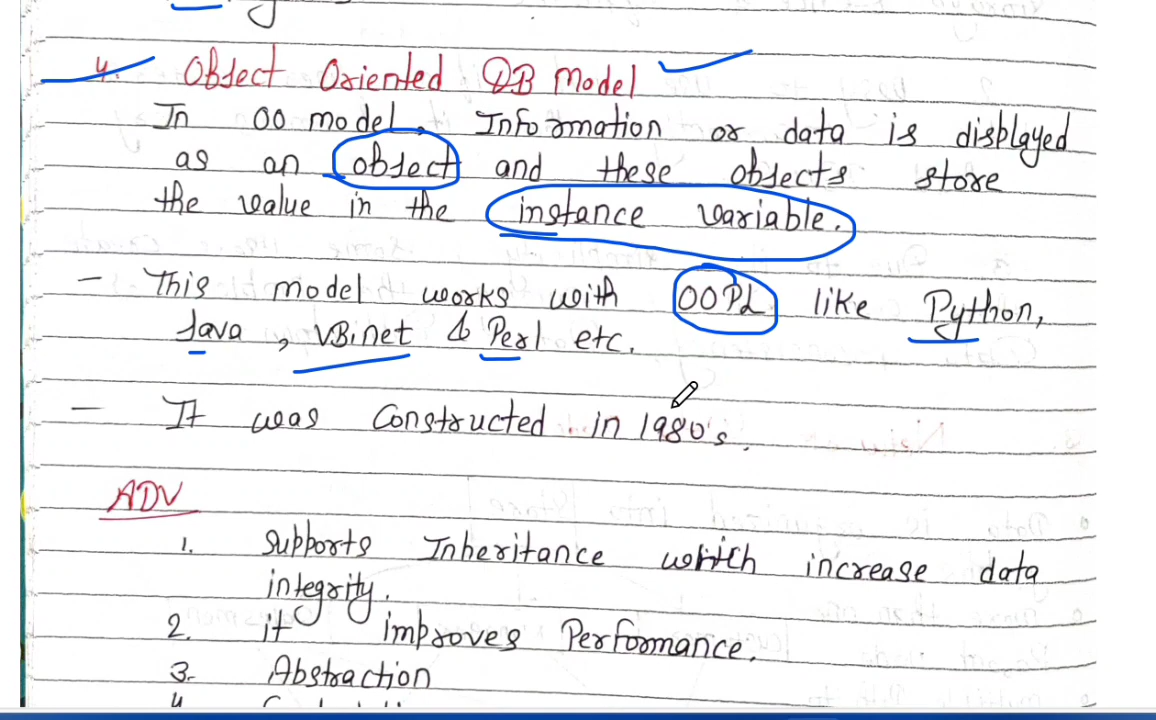 4. Object Oriented DB Model
In OO model, Information or data is displayed
as an object and these objects store
the value in the instance variable.
- This model works with OOPL like Python,
Java, VB.net & Perl etc.
- It was Constructed in 1980's.
ADV
1. Supports Inheritance which increase data
integrity.
2. it improves Performance.
3. Abstraction
4.